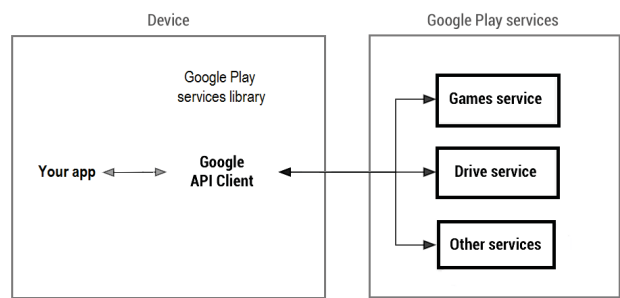 Device
Google Play services
Google Play
services library
Games service
Your app
Google
API Client
Drive service
Other services